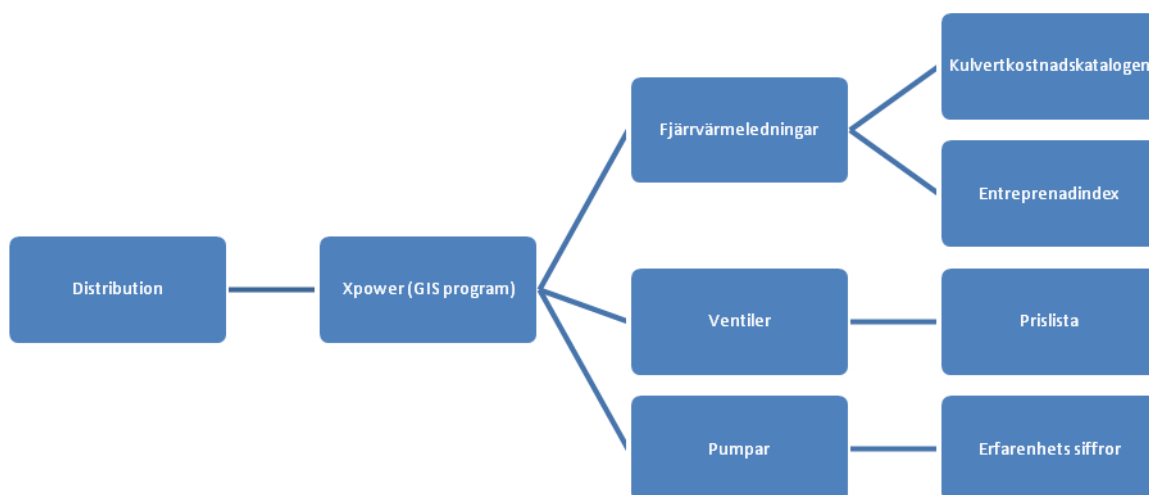 Distribution
Xpower (GIS program)
Fjärrvärmeledningar
Kulvertkostnadskatalogen
Entreprenadindex
Ventiler
Prislista
Pumpar
Erfarenhets siffror